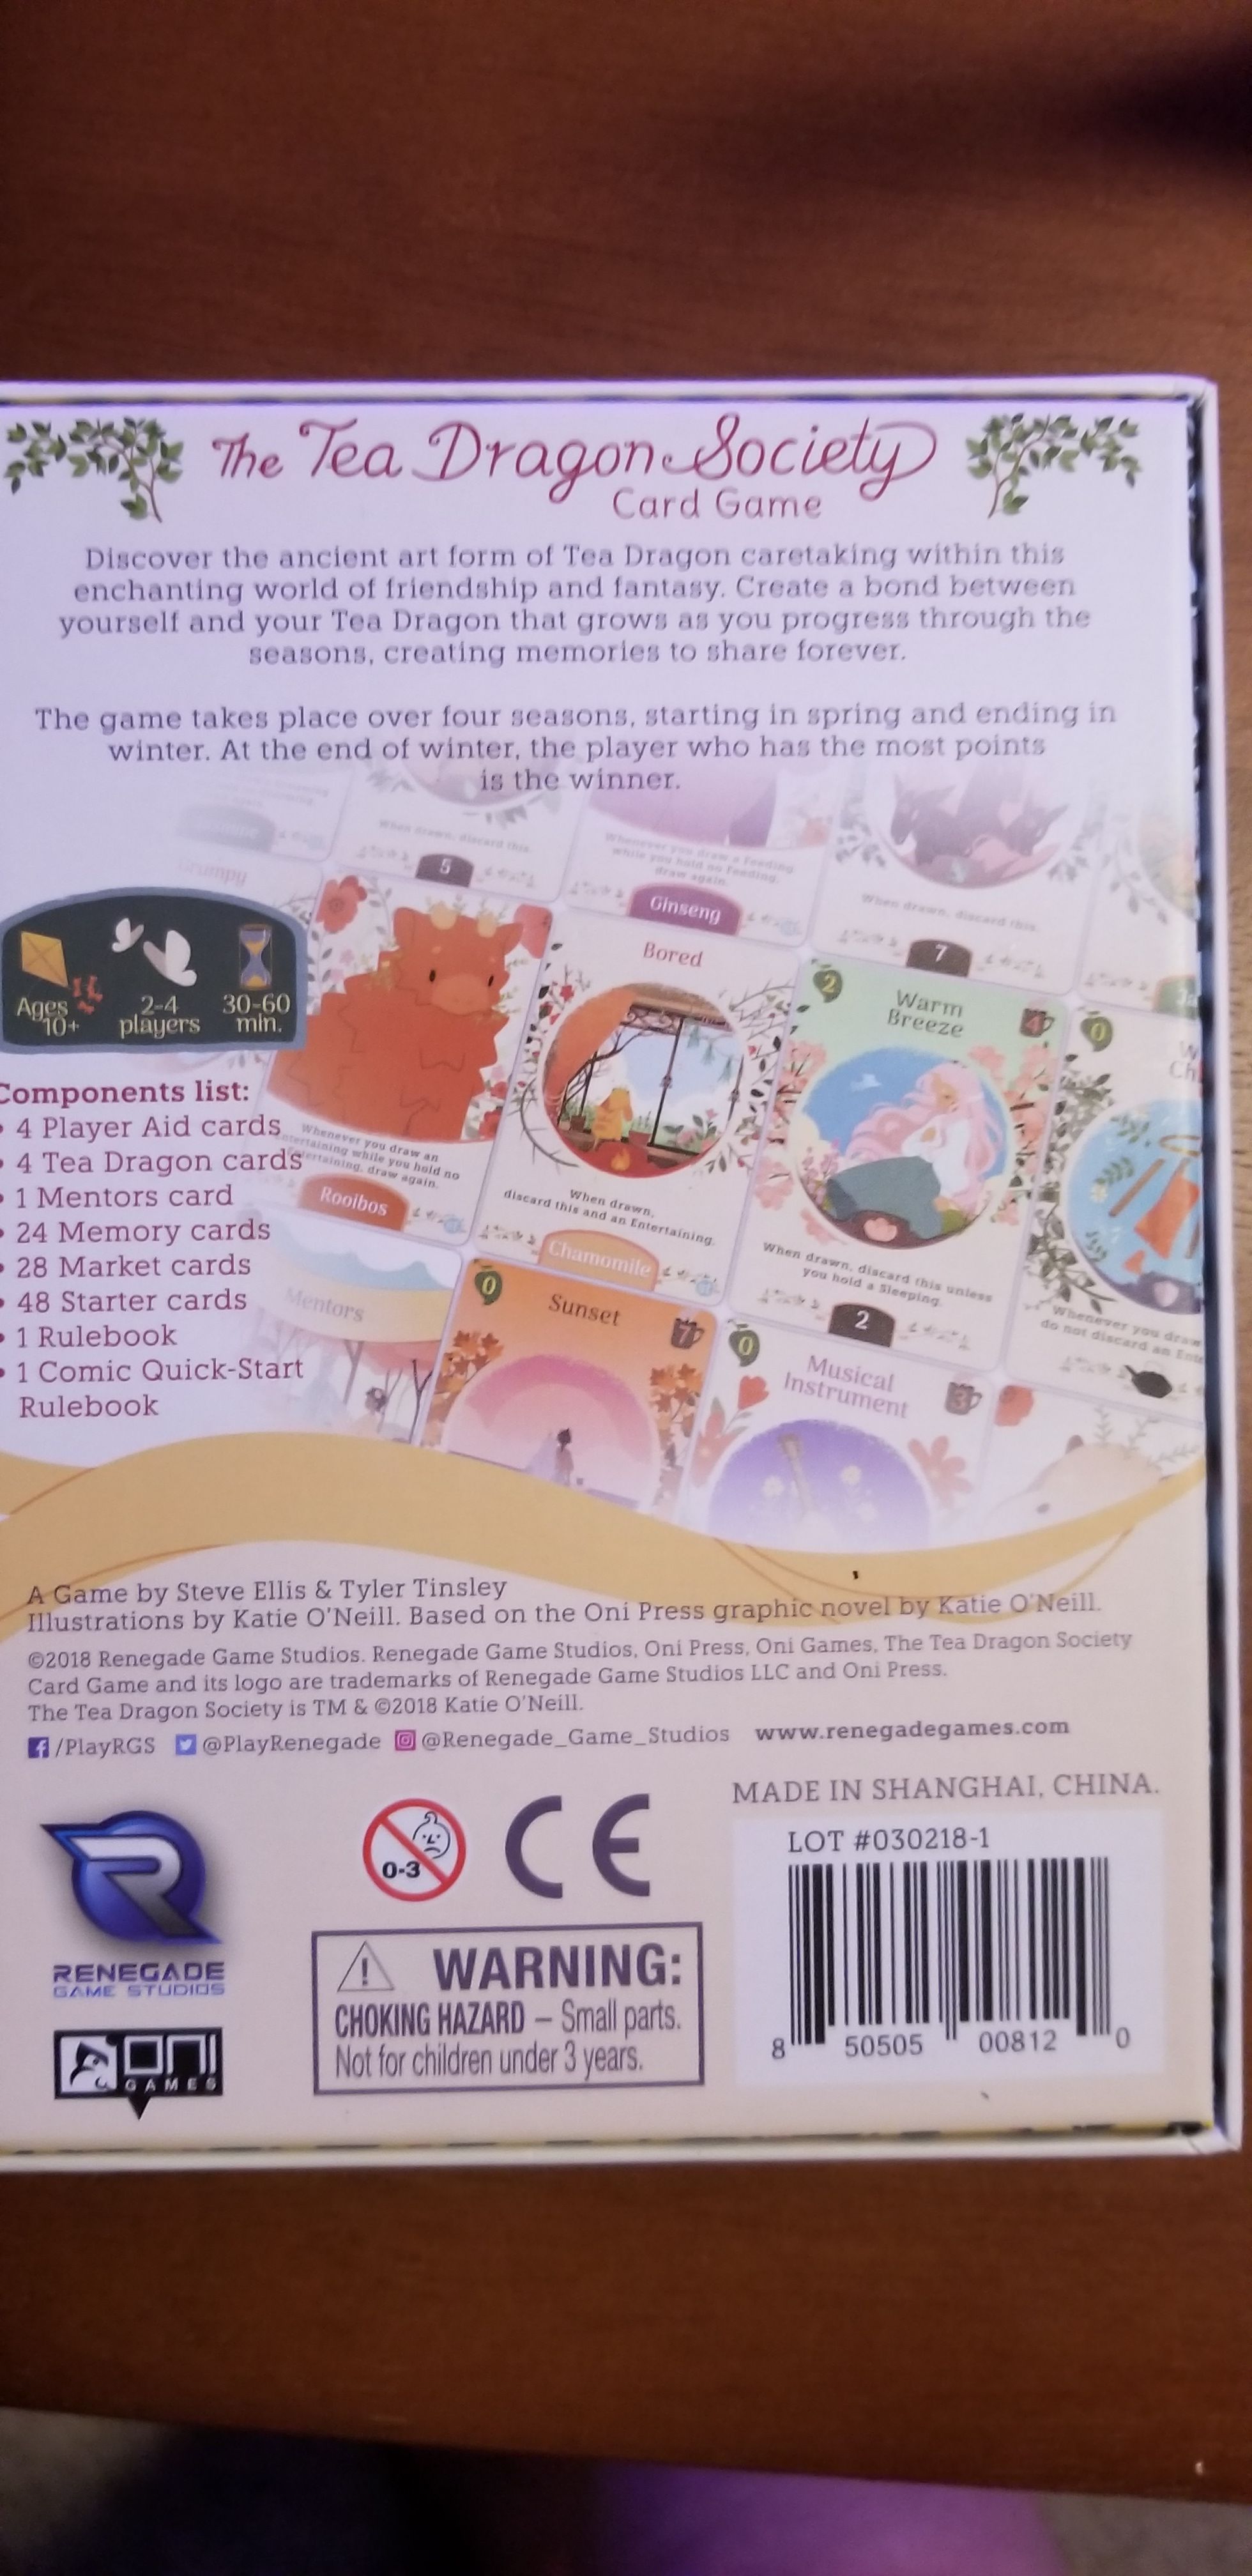 The Tea Dragon Society
Card Game
Discover the ancient art form of Tea Dragon caretaking within this
enchanting world of friendship and fantasy. Create a bond between
yourself and your Tea Dragon that grows as you progress through the
seasons, creating memories to share forever.
The game takes place over four seasons, starting in spring and ending in
winter. At the end of winter, the player who has the most points
is the winner.
When drawn, discard this.
5
Whenever you draw a Feeding
while you hold no Feeding,
draw again.
Ginseng
When drawn, discard this.
7
Grumpy
Ages
10+
2-4
players
30-60
min.
Whenever you draw an
Entertaining while you hold no
Entertaining, draw again.
Rooibos
Bored
When drawn,
discard this and an Entertaining.
Chamomile
2
Warm
Breeze
4
When drawn, discard this unless
you hold a Sleeping.
2
0
Ch
Whenever you draw
do not discard an Ente
Components list:
• 4 Player Aid cards
• 4 Tea Dragon cards
• 1 Mentors card
• 24 Memory cards
• 28 Market cards
• 48 Starter cards
• 1 Rulebook
• 1 Comic Quick-Start
Rulebook
Mentors
0
Sunset
7
0
Musical
Instrument
3
A Game by Steve Ellis & Tyler Tinsley
Illustrations by Katie O'Neill. Based on the Oni Press graphic novel by Katie O'Neill.
©2018 Renegade Game Studios. Renegade Game Studios, Oni Press, Oni Games, The Tea Dragon Society
Card Game and its logo are trademarks of Renegade Game Studios LLC and Oni Press.
The Tea Dragon Society is TM & ©2018 Katie O'Neill.
/PlayRGS @PlayRenegade @Renegade_Game_Studios www.renegadegames.com
MADE IN SHANGHAI, CHINA.
LOT #030218-1
8 50505 00812 0
0-3
CE
R
RENEGADE
GAME STUDIOS
ONI
GAMES
WARNING:
CHOKING HAZARD – Small parts.
Not for children under 3 years.